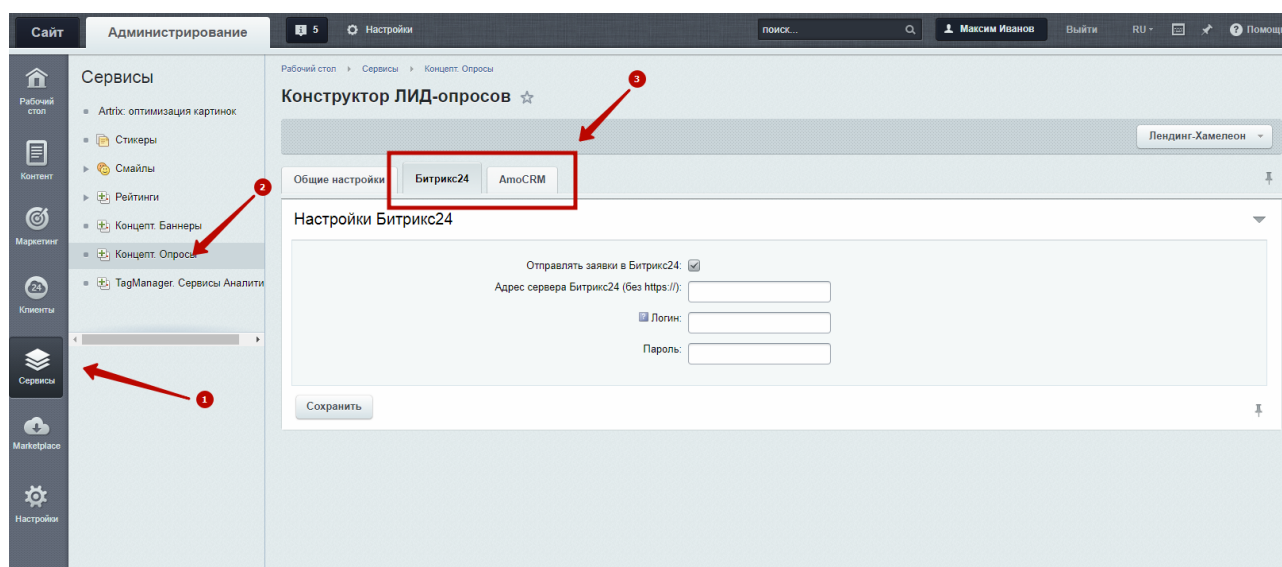 Сайт
Администрирование
5
Настройки
поиск...
Максим Иванов
Выйти
RU
Помощ
Рабочий
стол
Контент
Маркетинг
24
Клиенты
Сервисы
Marketplace
Настройки
Сервисы
Artrix: оптимизация картинок
Стикеры
Смайлы
Рейтинги
Концепт: Баннеры
Концепт: Опросы
TagManager. Сервисы Аналити
1
2
3
Рабочий стол
Сервисы
Концепт: Опросы
Конструктор ЛИД-опросов
Лендинг-Хамелеон
Общие настройки
Битрикс24
AmoCRM
Настройки Битрикс24
Отправлять заявки в Битрикс24:
Адрес сервера Битрикс24 (без https://):
? Логин:
Пароль:
Сохранить